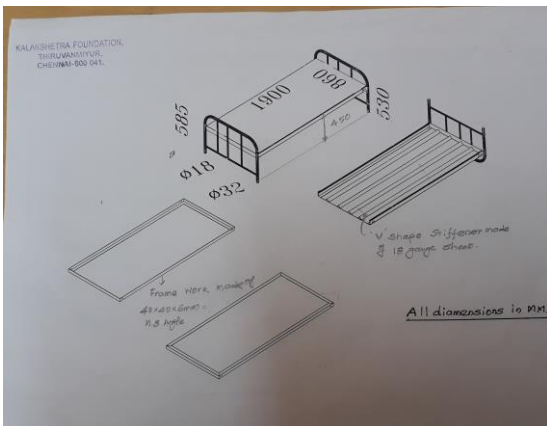 KALAKSHETRA FOUNDATION,
THIRUVANMIYUR,
CHENNAI-600 041.
1900
860
585
530
450
ø18
ø32
'V' shape Stiffener made
of 18 gauge sheet.
Frame work made of
40x40x6mm
M.S Angle
All diamensions in MM